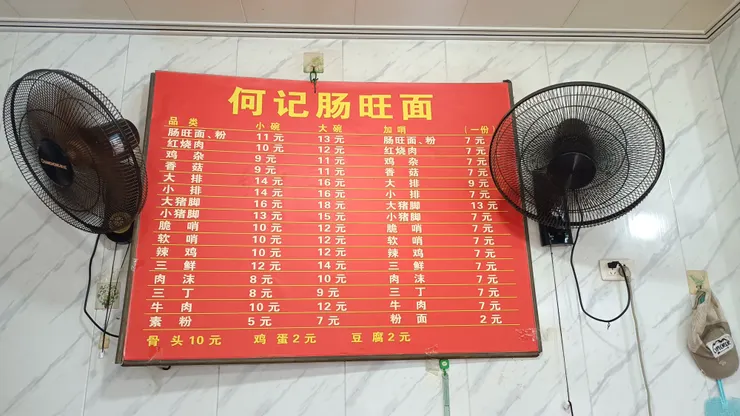 何记肠旺面
品类 小碗 大碗 加哨 (一份
肠旺面、粉 11元 13元 肠旺面、粉 7元
红烧肉 10元 12元 红烧肉 7元
鸡杂 9元 11元 鸡杂 7元
香菇 9元 11元 香菇 7元
大排 14元 16元 大排 9元
小排 14元 16元 小排 7元
大猪脚 16元 18元 大猪脚 13元
小猪脚 13元 15元 小猪脚 7元
脆哨 10元 12元 脆哨 7元
软哨 10元 12元 软哨 7元
辣鸡 10元 12元 辣鸡 7元
三鲜 12元 14元 三鲜 7元
肉沫 8元 10元 肉沫 7元
三丁 8元 9元 三丁 7元
牛肉 10元 12元 牛肉 7元
素粉 5元 7元 粉面 2元
骨头10元 鸡蛋2元 豆腐2元